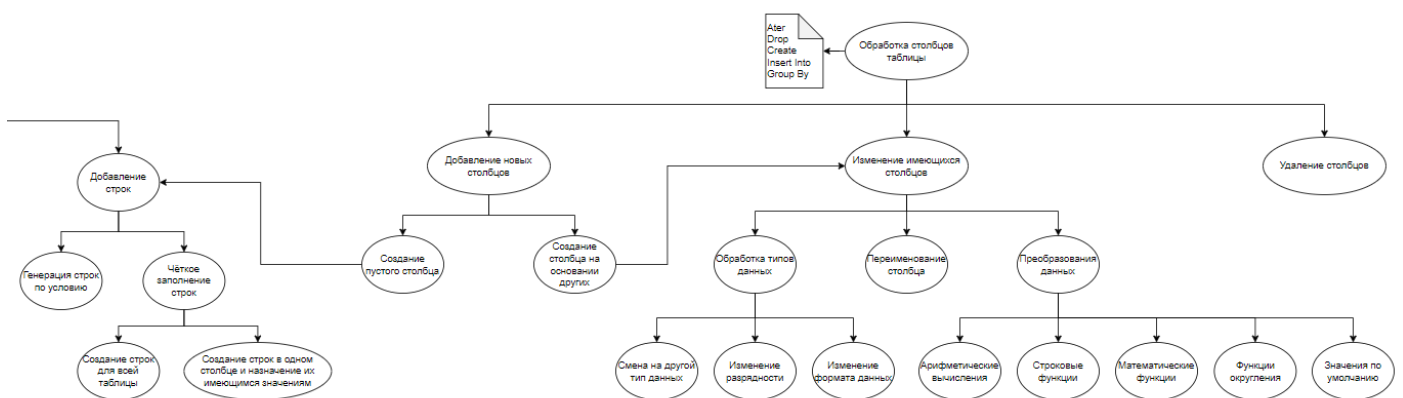 Ater
Drop
Create
Insert Into
Group By
Обработка столбцов
таблицы
Добавление
строк
Добавление новых
столбцов
Изменение имеющихся
столбцов
Удаление столбцов
Генерация строк
по условию
Чёткое
заполнение
строк
Создание
пустого столбца
Создание
столбца на
основании
других
Обработка типов
данных
Переименование
столбца
Преобразования
данных
Создание строк
для всей
таблицы
Создание строк в одном
столбце и назначение их
имеющимся значениям
Смена на другой
тип данных
Изменение
разрядности
Изменение
формата данных
Арифметические
вычисления
Строковые
функции
Математические
функции
Функции
округления
Значения по
умолчанию